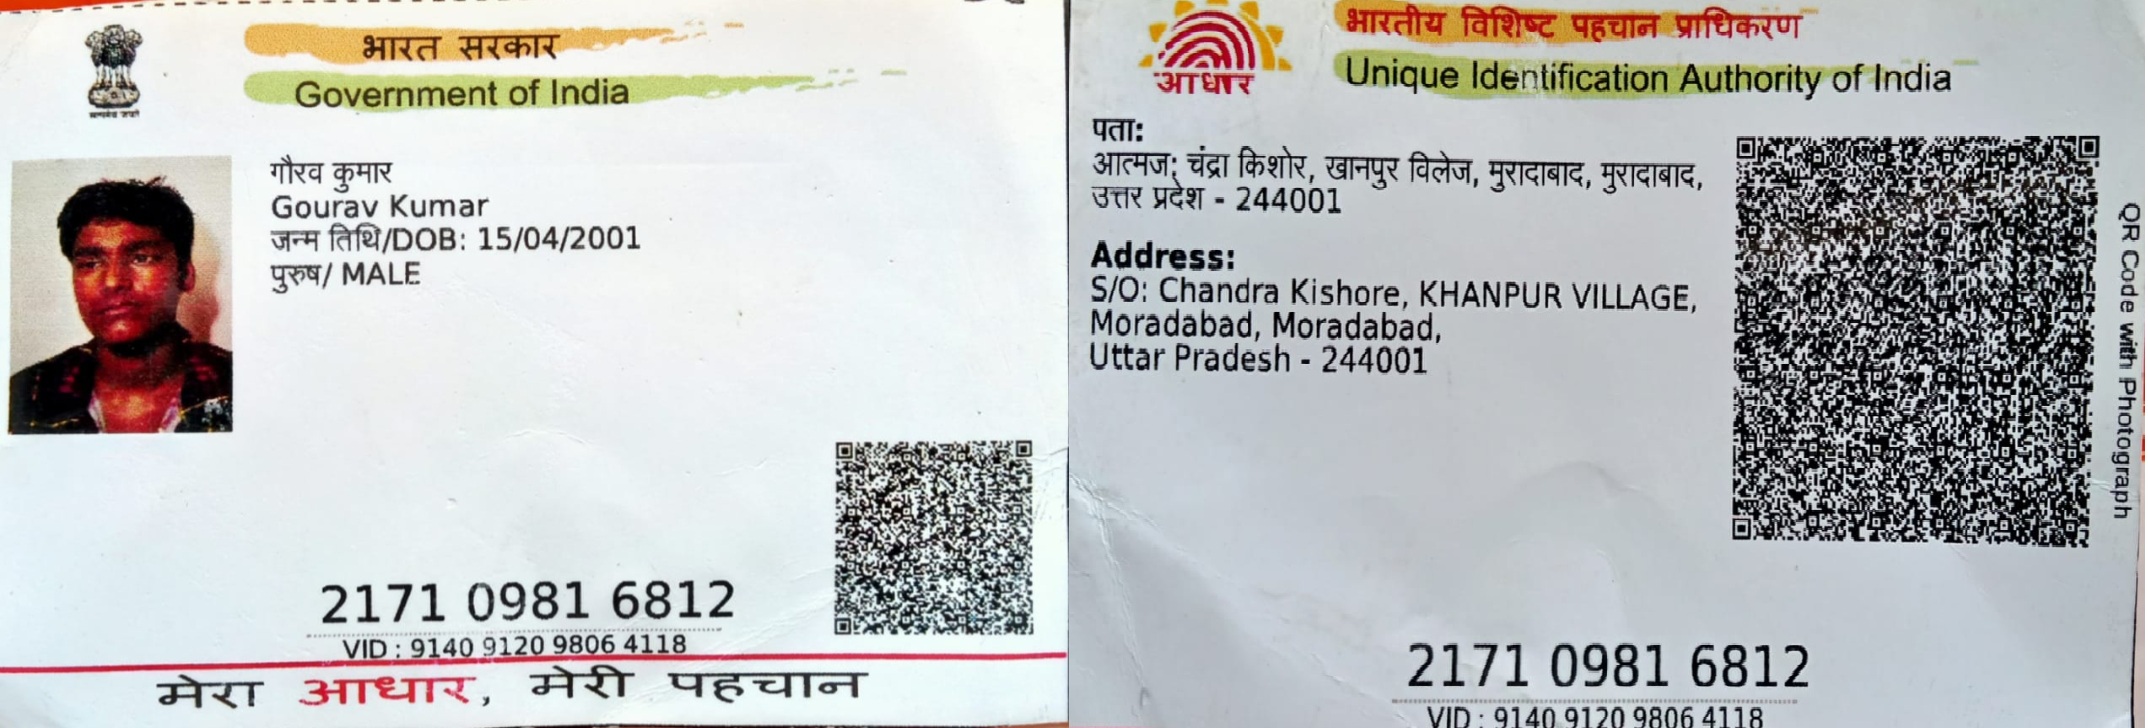 भारत सरकार
Government of India
सत्यमेव जयते
गौरव कुमार
Gourav Kumar
जन्म तिथि/DOB: 15/04/2001
पुरुष/ MALE
2171 0981 6812
VID : 9140 9120 9806 4118
मेरा आधार, मेरी पहचान
आधार
भारतीय विशिष्ट पहचान प्राधिकरण
Unique Identification Authority of India
पता:
आत्मज: चंद्रा किशोर, खानपुर विलेज, मुरादाबाद, मुरादाबाद,
उत्तर प्रदेश - 244001
Address:
S/O: Chandra Kishore, KHANPUR VILLAGE,
Moradabad, Moradabad,
Uttar Pradesh - 244001
QR Code with Photograph
2171 0981 6812
VID : 9140 9120 9806 4118